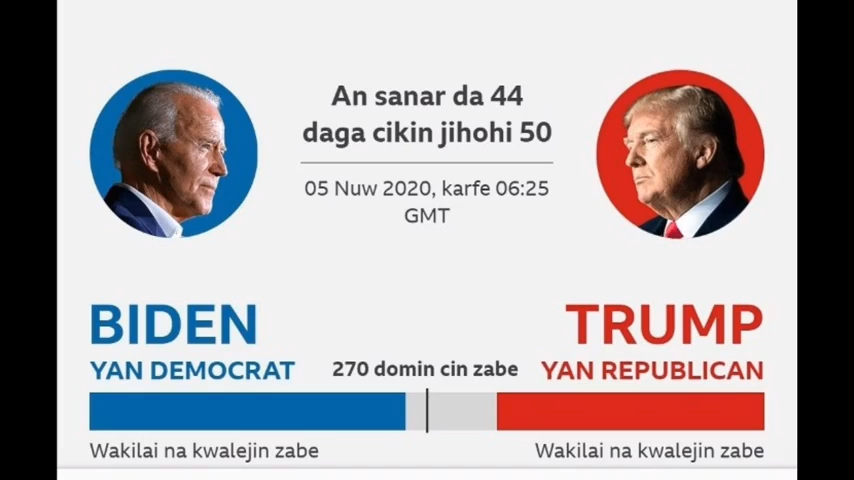 An sanar da 44
daga cikin jihohi 50
05 Nuw 2020, karfe 06:25
GMT
BIDEN
TRUMP
YAN DEMOCRAT
270 domin cin zabe
YAN REPUBLICAN
Wakilai na kwalejin zabe
Wakilai na kwalejin zabe